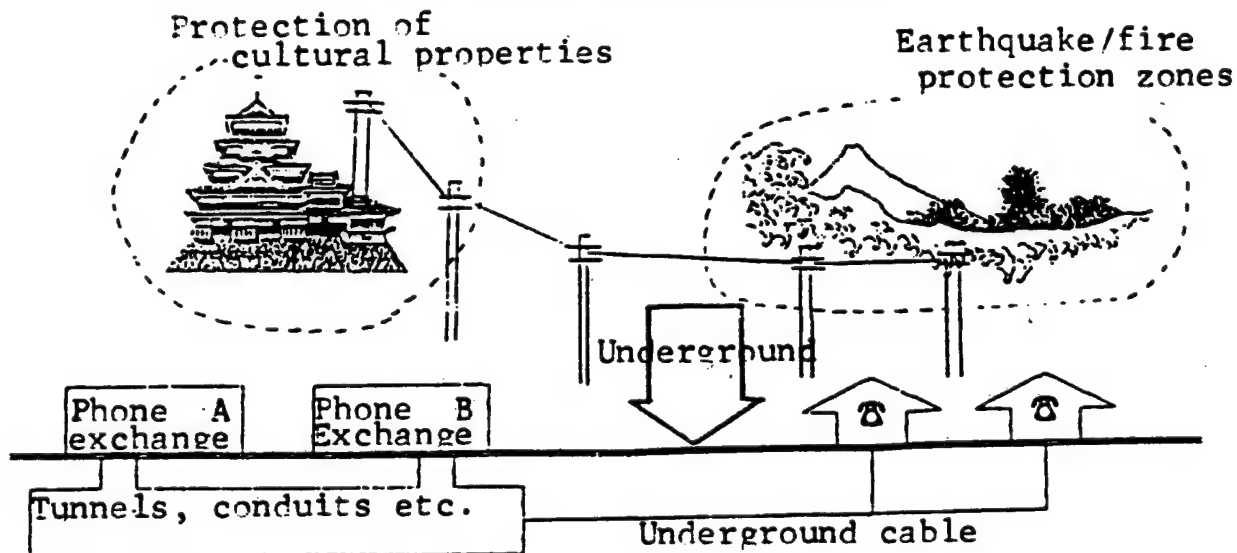 Protection of
cultural properties
Earthquake/fire
protection zones
Underground
Phone A
exchange
Phone B
Exchange
Tunnels, conduits etc.
Underground cable